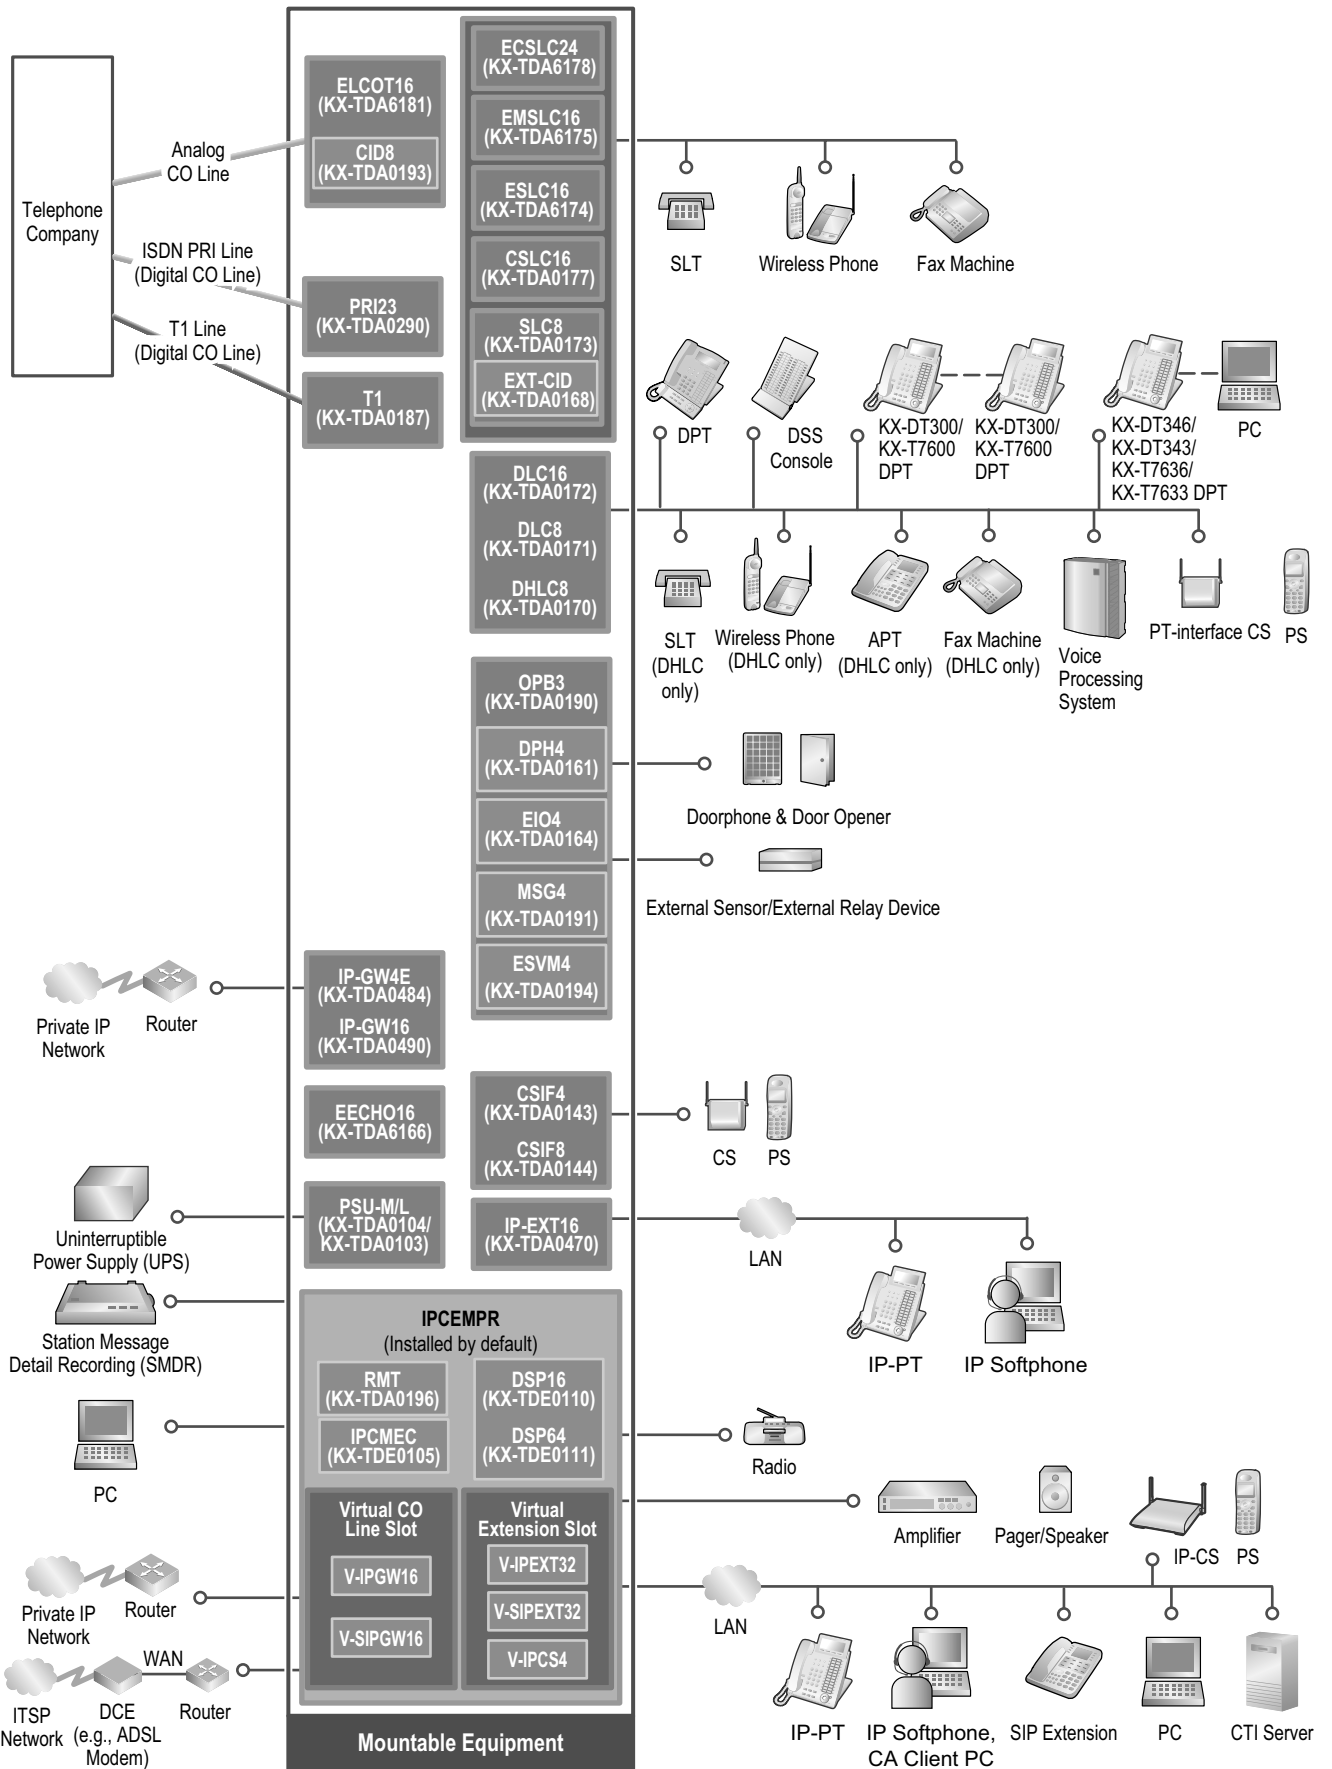 Telephone
Company
Analog
CO Line
ISDN PRI Line
(Digital CO Line)
T1 Line
(Digital CO Line)
ELCOT16
(KX-TDA6181)
CID8
(KX-TDA0193)
PRI23
(KX-TDA0290)
T1
(KX-TDA0187)
ECSLC24
(KX-TDA6178)
EMSLC16
(KX-TDA6175)
ESLC16
(KX-TDA6174)
CSLC16
(KX-TDA0177)
SLC8
(KX-TDA0173)
EXT-CID
(KX-TDA0168)
SLT
Wireless Phone
Fax Machine
DPT
DSS
Console
KX-DT300/
KX-T7600
DPT
KX-DT300/
KX-T7600
DPT
KX-DT346/
KX-DT343/
KX-T7636/
KX-T7633 DPT
PC
DLC16
(KX-TDA0172)
DLC8
(KX-TDA0171)
DHLC8
(KX-TDA0170)
SLT
(DHLC
only)
Wireless Phone
(DHLC only)
APT
(DHLC only)
Fax Machine
(DHLC only)
Voice
Processing
System
PT-interface CS
PS
OPB3
(KX-TDA0190)
DPH4
(KX-TDA0161)
EIO4
(KX-TDA0164)
MSG4
(KX-TDA0191)
ESVM4
(KX-TDA0194)
Doorphone & Door Opener
External Sensor/External Relay Device
Private IP
Network
Router
IP-GW4E
(KX-TDA0484)
IP-GW16
(KX-TDA0490)
EECHO16
(KX-TDA6166)
CSIF4
(KX-TDA0143)
CSIF8
(KX-TDA0144)
CS
PS
Uninterruptible
Power Supply (UPS)
PSU-M/L
(KX-TDA0104/
KX-TDA0103)
IP-EXT16
(KX-TDA0470)
LAN
IP-PT
IP Softphone
Station Message
Detail Recording (SMDR)
PC
IPCEMPR
(Installed by default)
RMT
(KX-TDA0196)
IPCMEC
(KX-TDE0105)
DSP16
(KX-TDE0110)
DSP64
(KX-TDE0111)
Radio
Amplifier
Pager/Speaker
IP-CS
PS
Virtual CO
Line Slot
V-IPGW16
V-SIPGW16
Virtual
Extension Slot
V-IPEXT32
V-SIPEXT32
V-IPCS4
Private IP
Network
Router
WAN
ITSP
Network
DCE
(e.g., ADSL
Modem)
Router
LAN
IP-PT
IP Softphone,
CA Client PC
SIP Extension
PC
CTI Server
Mountable Equipment